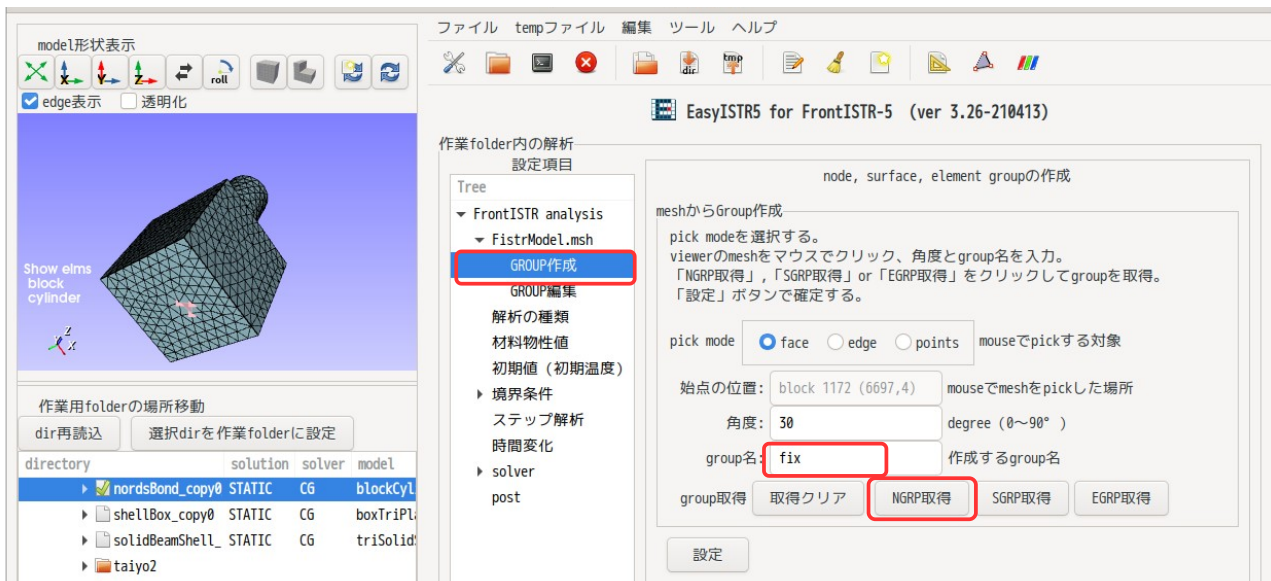 model形状表示
roll
edge表示 透明化
Show elms
block
cylinder
作業用folderの場所移動
dir再読込 選択dirを作業folderに設定
directory solution solver model
nordsBond_copy0 STATIC CG blockCyl
shellBox_copy0 STATIC CG boxTriPla
solidBeamShell_ STATIC CG triSolidS
taiyo2
ファイル tempファイル 編集 ツール ヘルプ
dir tmp
EasyISTR5 for FrontISTR-5 (ver 3.26-210413)
作業folder内の解析
設定項目
Tree
FrontISTR analysis
FistrModel.msh
GROUP作成
GROUP編集
解析の種類
材料物性値
初期値 (初期温度)
境界条件
ステップ解析
時間変化
solver
post
node, surface, element groupの作成
meshからGroup作成
pick modeを選択する。
viewerのmeshをマウスでクリック、角度とgroup名を入力。
「NGRP取得」,「SGRP取得」or「EGRP取得」をクリックしてgroupを取得。
「設定」ボタンで確定する。
pick mode face edge points mouseでpickする対象
始点の位置: block 1172 (6697,4) mouseでmeshをpickした場所
角度: 30 degree (0～90° )
group名: fix 作成するgroup名
group取得 取得クリア NGRP取得 SGRP取得 EGRP取得
設定